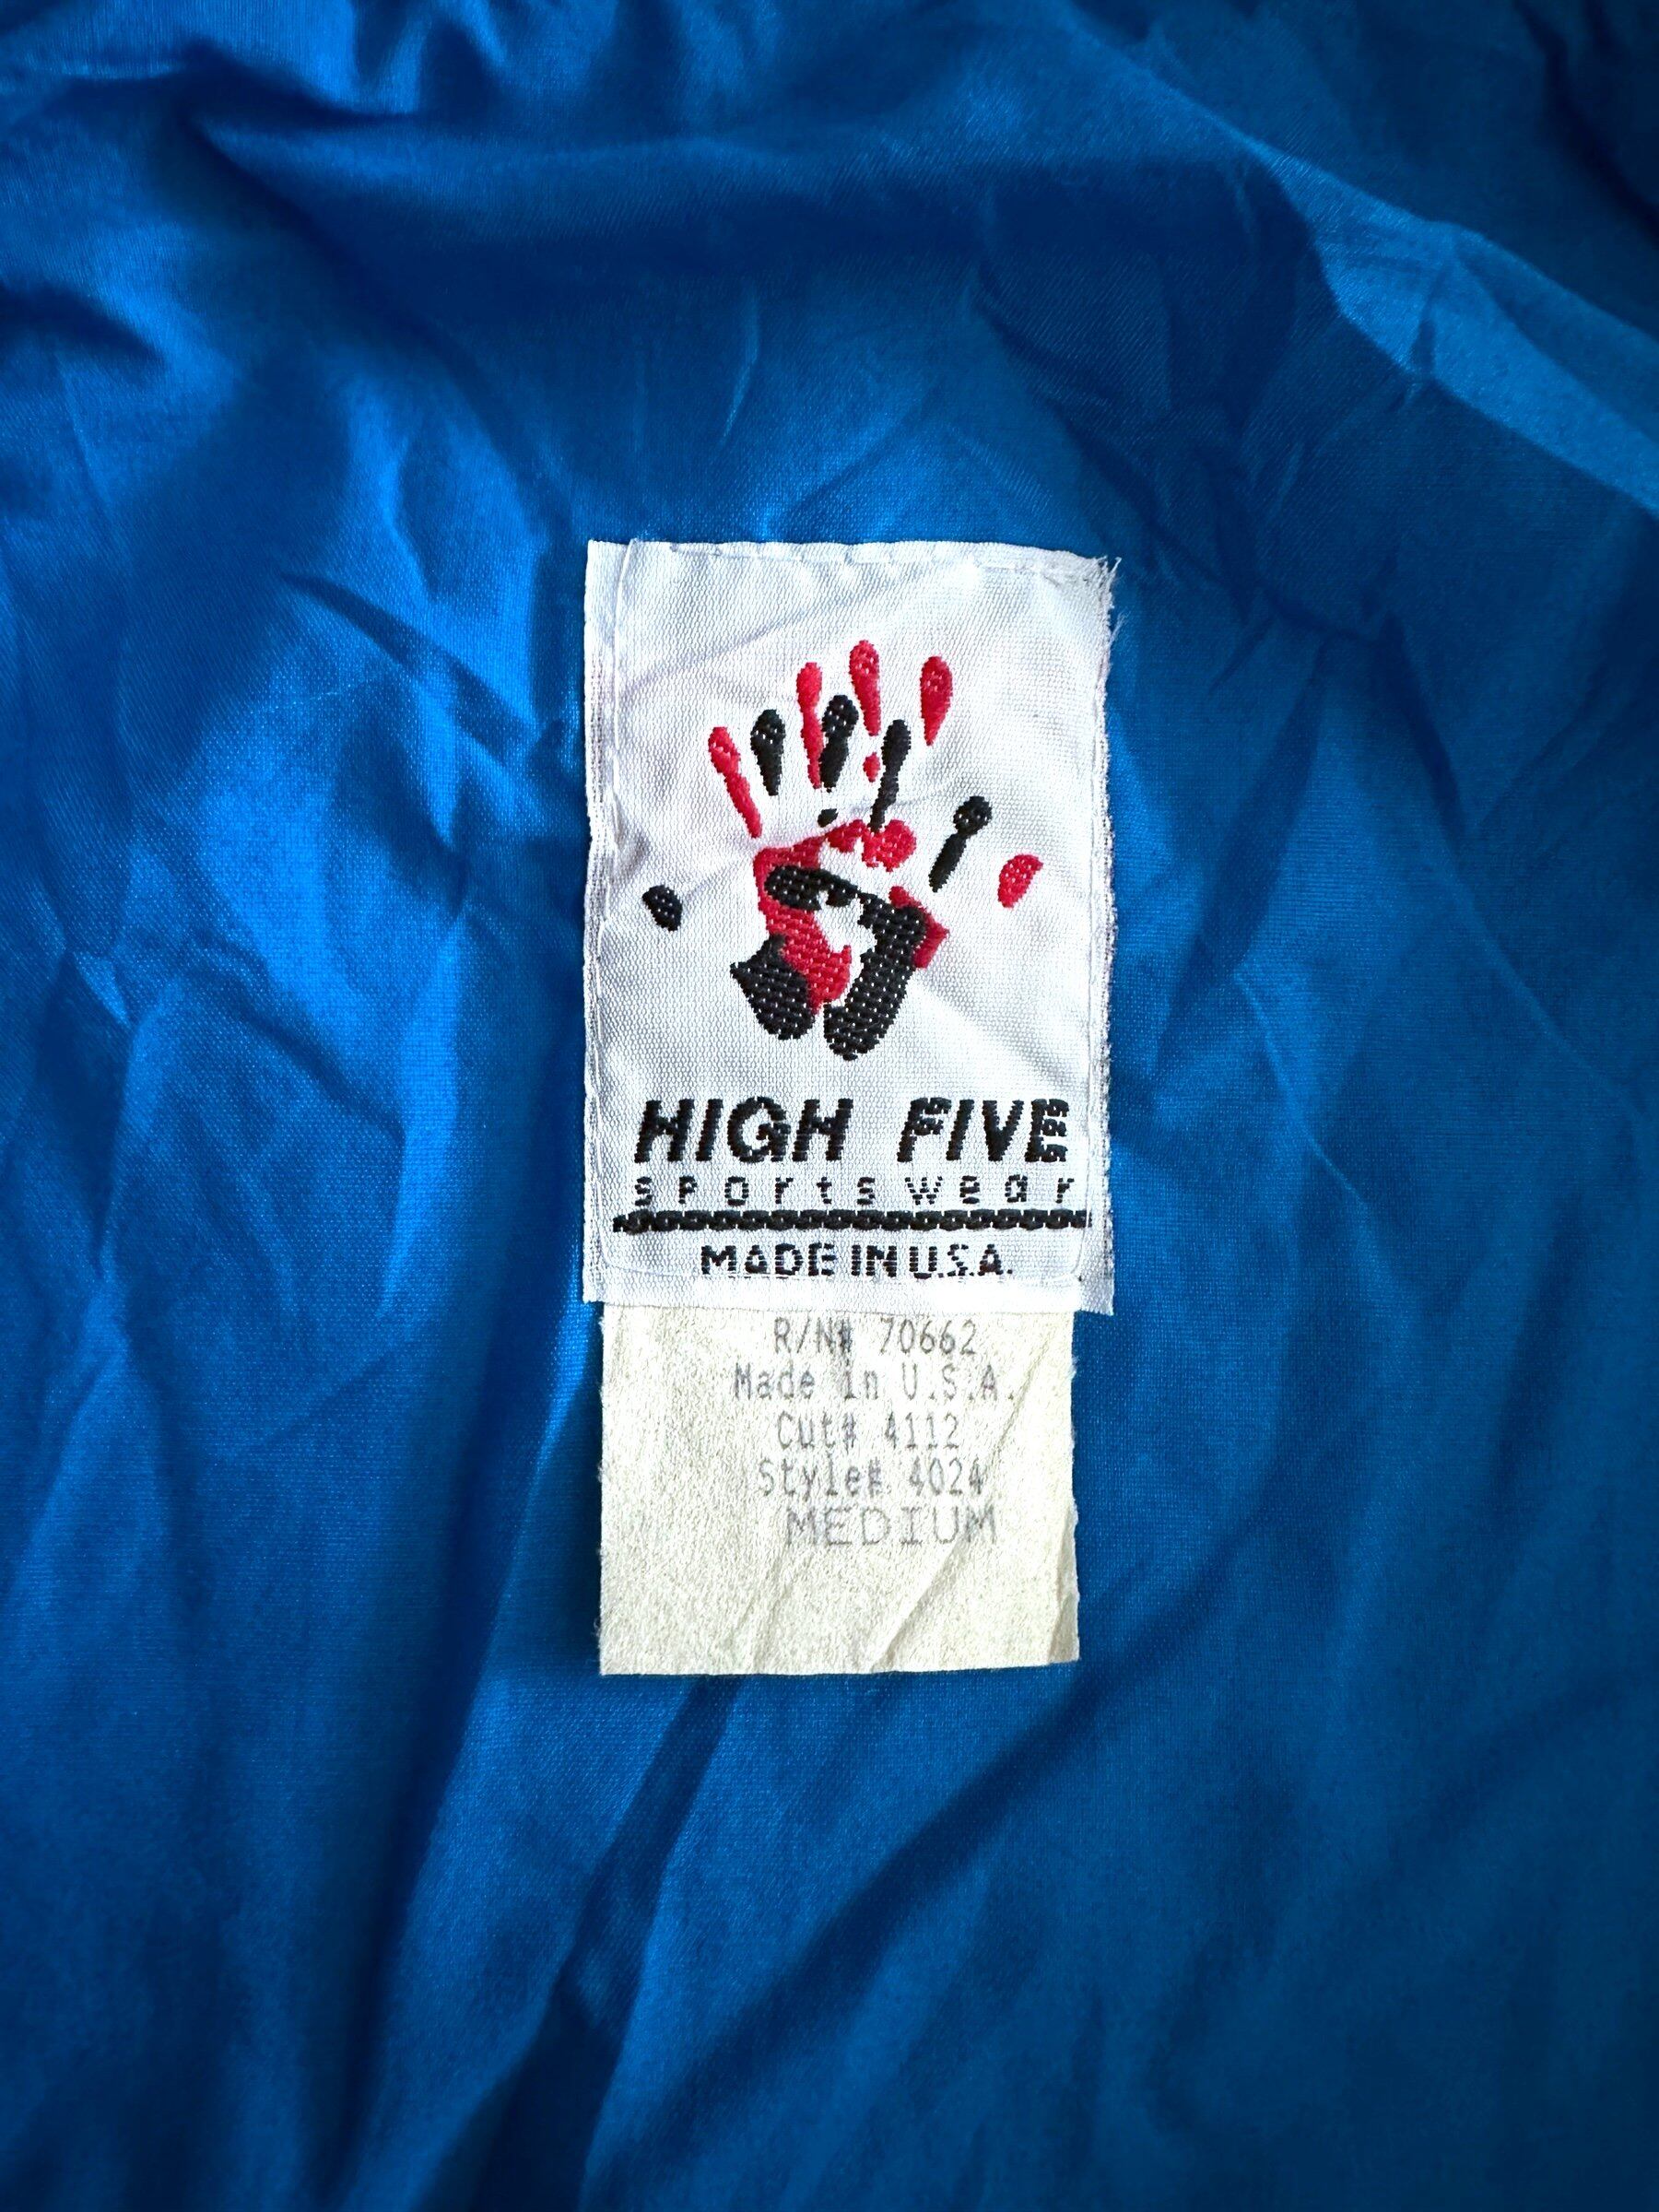 HIGH FIVE
sportswear
MADE IN U.S.A.
R/N# 70662
Made in U.S.A.
Cut# 4112
Style# 4024
MEDIUM